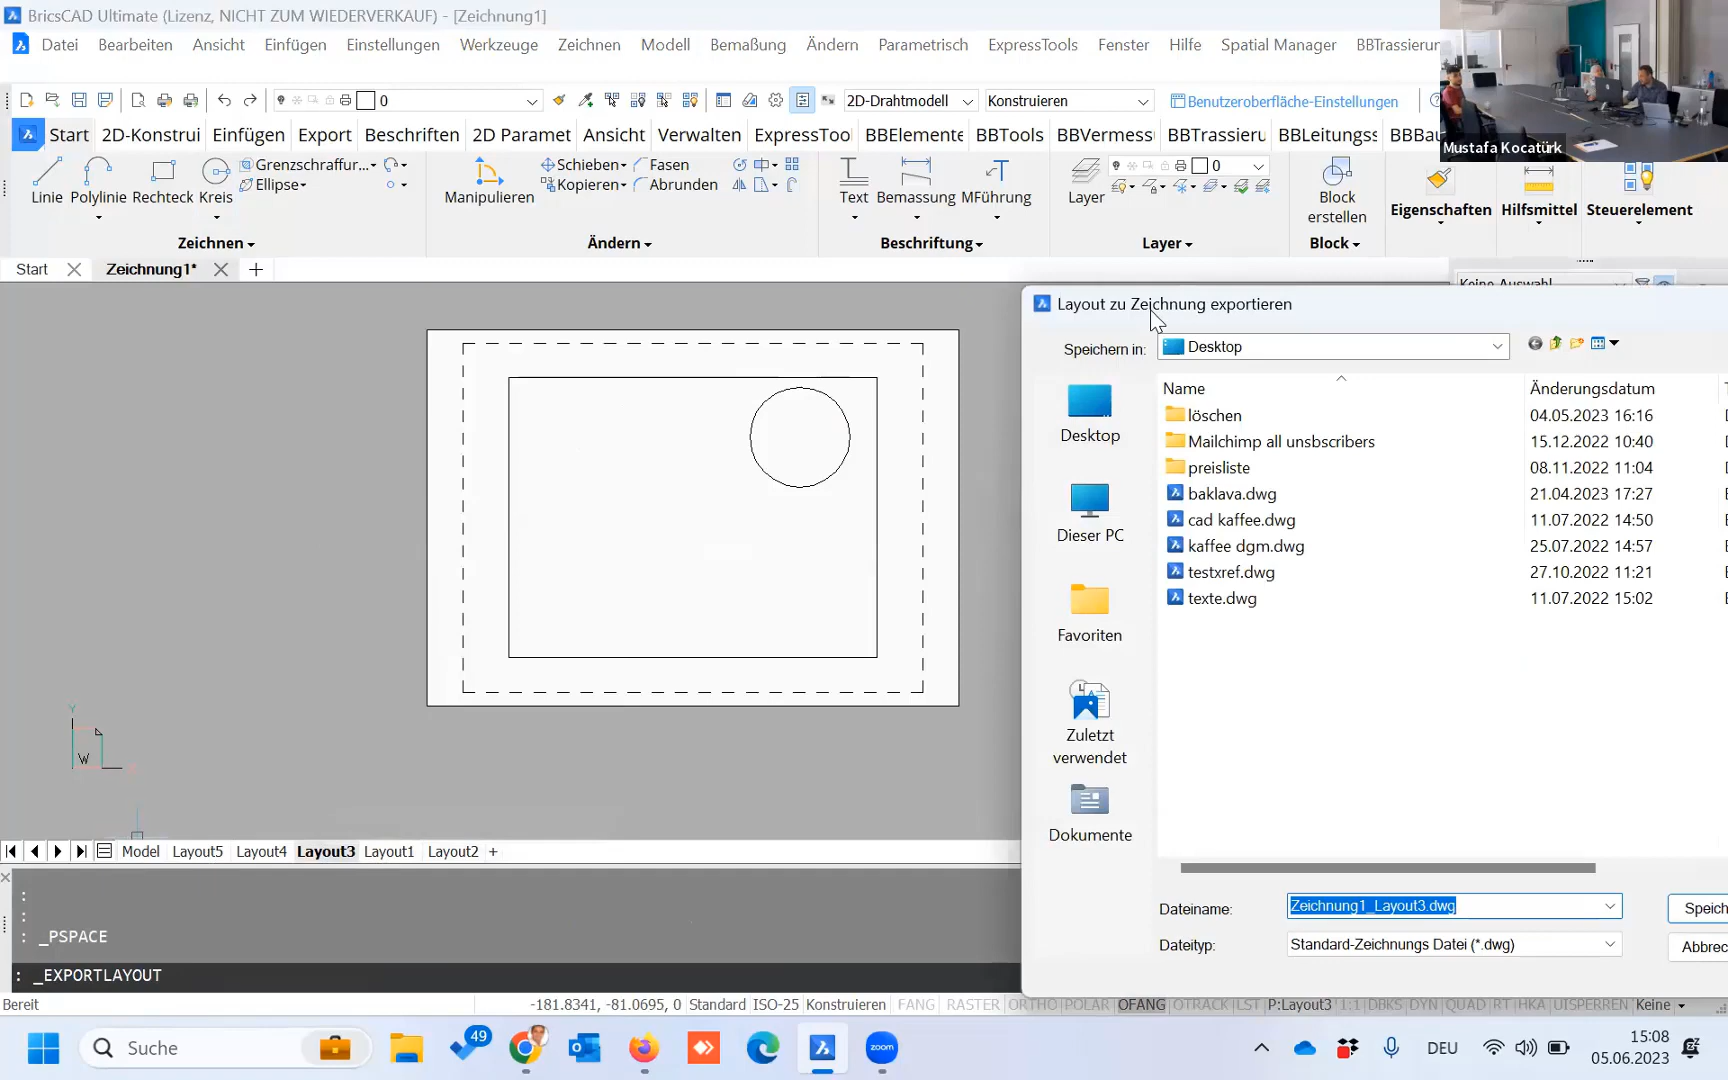 BricsCAD Ultimate (Lizenz, NICHT ZUM WIEDERVERKAUF) - [Zeichnung1]
Datei Bearbeiten Ansicht Einfügen Einstellungen Werkzeuge Zeichnen Modell Bemaßung Ändern Parametrisch ExpressTools Fenster Hilfe Spatial Manager BBTrassierun
0 2D-Drahtmodell Konstruieren Benutzeroberfläche-Einstellungen
Start 2D-Konstrui Einfügen Export Beschriften 2D Paramet Ansicht Verwalten ExpressToo BBElemente BBTools BBVermess BBTrassieru BBLeitungss BBBau
Mustafa Kocatürk
Grenzschraffur... Schieben Fasen 0
Ellipse Kopieren Abrunden
Linie Polylinie Rechteck Kreis Manipulieren Text Bemassung MFührung Layer Block erstellen Eigenschaften Hilfsmittel Steuerelement
Zeichnen Ändern Beschriftung Layer Block
Start Zeichnung1*
Keine Auswahl
Layout zu Zeichnung exportieren
Speichern in: Desktop
Name Änderungsdatum
löschen 04.05.2023 16:16
Mailchimp all unsbscribers 15.12.2022 10:40
preisliste 08.11.2022 11:04
baklava.dwg 21.04.2023 17:27
cad kaffee.dwg 11.07.2022 14:50
kaffee dgm.dwg 25.07.2022 14:57
testxref.dwg 27.10.2022 11:21
texte.dwg 11.07.2022 15:02
Desktop
Dieser PC
Favoriten
Zuletzt
verwendet
Dokumente
Dateiname: Zeichnung1_Layout3.dwg Speich
Dateityp: Standard-Zeichnungs Datei (*.dwg) Abbrec
Y
W
X
Model Layout5 Layout4 Layout3 Layout1 Layout2 +
:
:
: _PSPACE
: _EXPORTLAYOUT
Bereit -181.8341, -81.0695, 0 Standard ISO-25 Konstruieren FANG RASTER ORTHO POLAR OFANG OTRACK LST P:Layout3 1:1 DBKS DYN QUAD RT HKA UISPERREN Keine
Suche 49 zoom DEU 15:08
05.06.2023